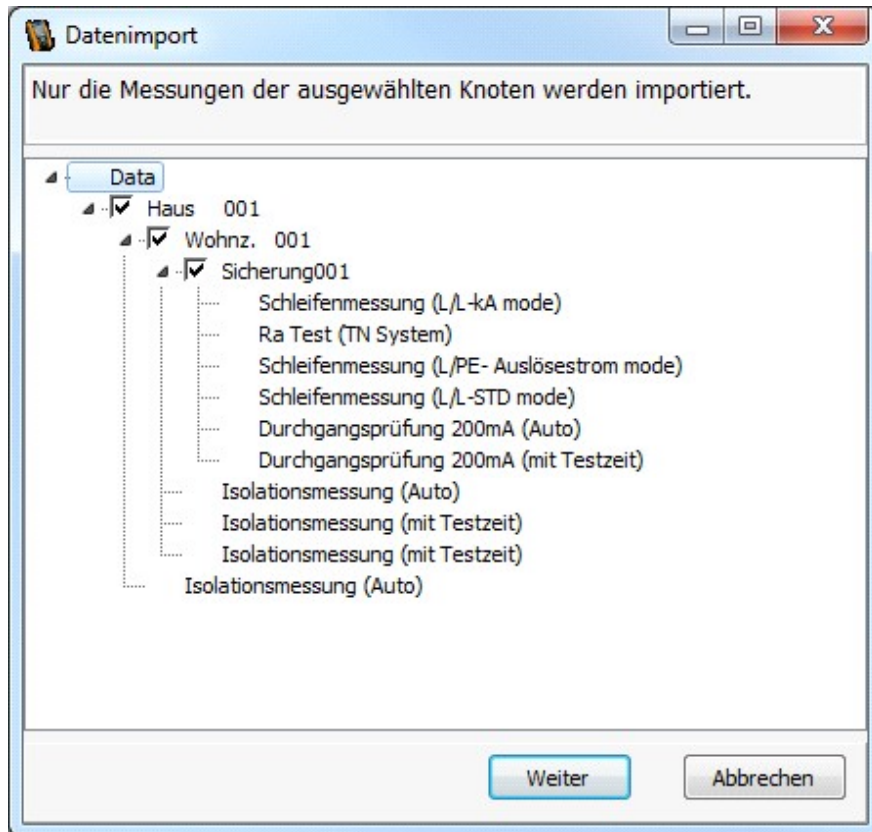 Datenimport
Nur die Messungen der ausgewählten Knoten werden importiert.
Data
Haus 001
Wohnz. 001
Sicherung001
Schleifenmessung (L/L-kA mode)
Ra Test (TN System)
Schleifenmessung (L/PE- Auslösestrom mode)
Schleifenmessung (L/L-STD mode)
Durchgangsprüfung 200mA (Auto)
Durchgangsprüfung 200mA (mit Testzeit)
Isolationsmessung (Auto)
Isolationsmessung (mit Testzeit)
Isolationsmessung (mit Testzeit)
Isolationsmessung (Auto)
Weiter Abbrechen